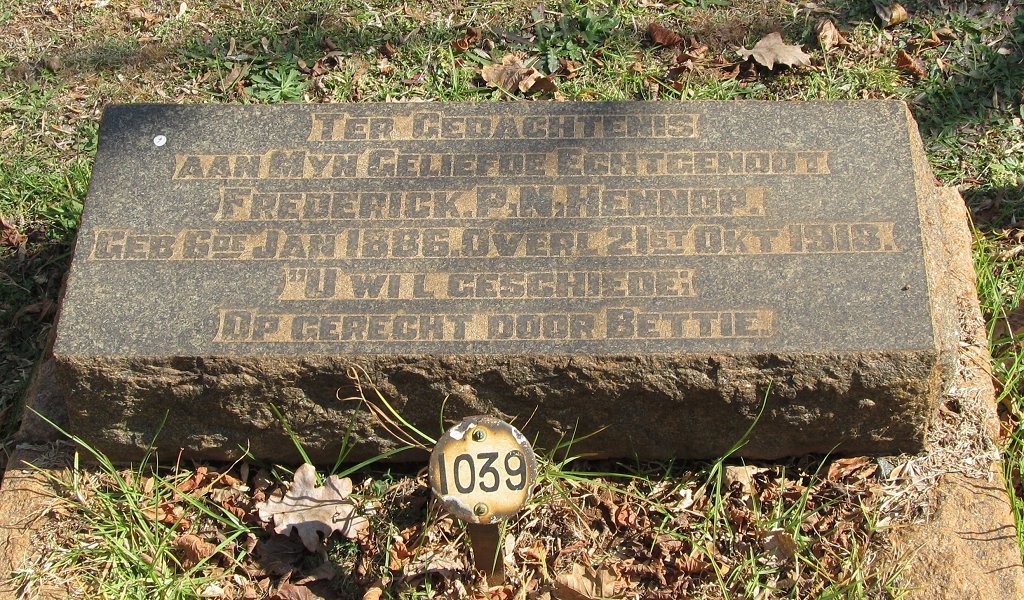 TER GEDACHTENIS
AAN MYN GELIEFDE ECHTGENOOT
FREDERICK. P. N. HENNOP.
GEB 6DE JAN 1886. OVERL 21ST OKT 1913.
"U WIL GESCHIEDE"
OP GERECHT DOOR BETTIE.
1039